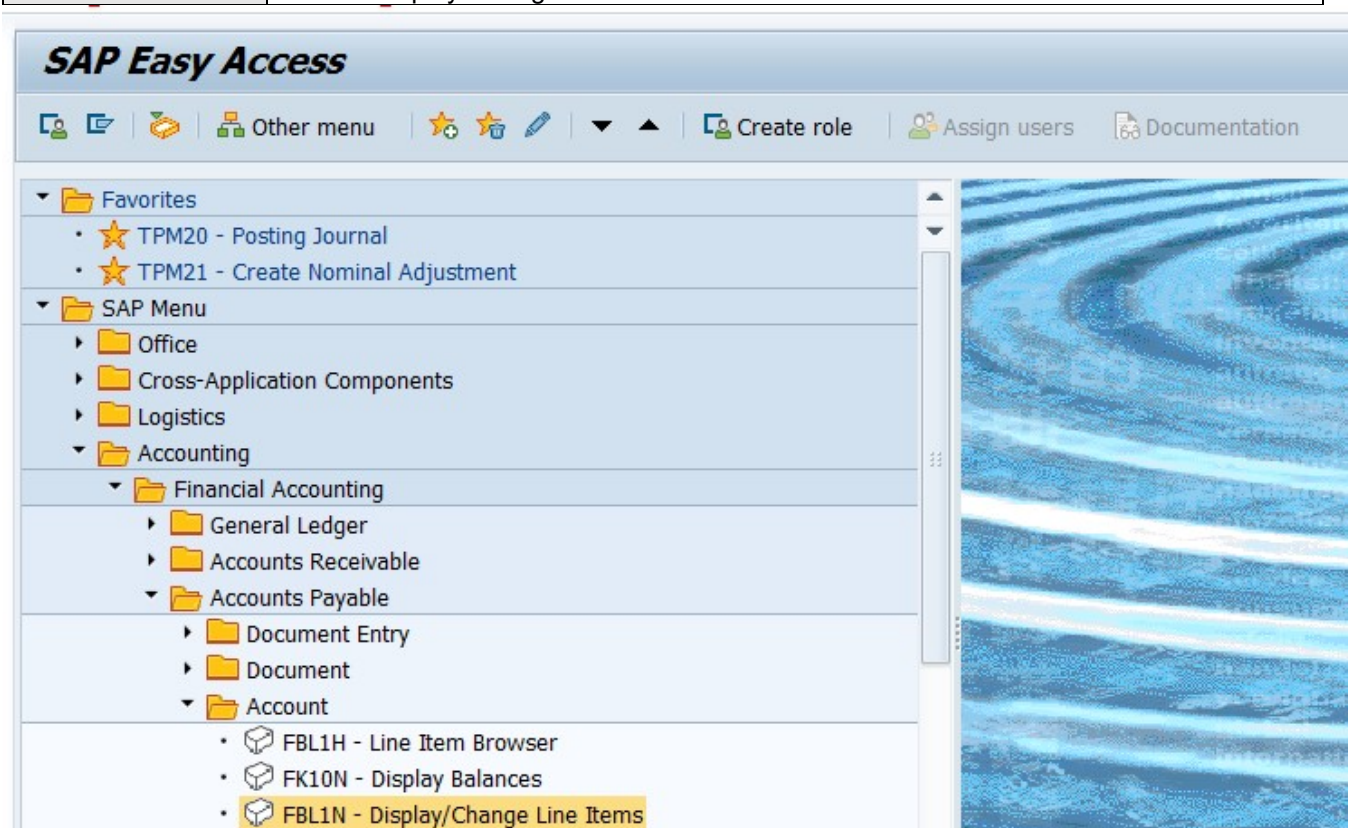 SAP Easy Access
Other menu Create role Assign users Documentation
Favorites
TPM20 - Posting Journal
TPM21 - Create Nominal Adjustment
SAP Menu
Office
Cross-Application Components
Logistics
Accounting
Financial Accounting
General Ledger
Accounts Receivable
Accounts Payable
Document Entry
Document
Account
FBL1H - Line Item Browser
FK10N - Display Balances
FBL1N - Display/Change Line Items